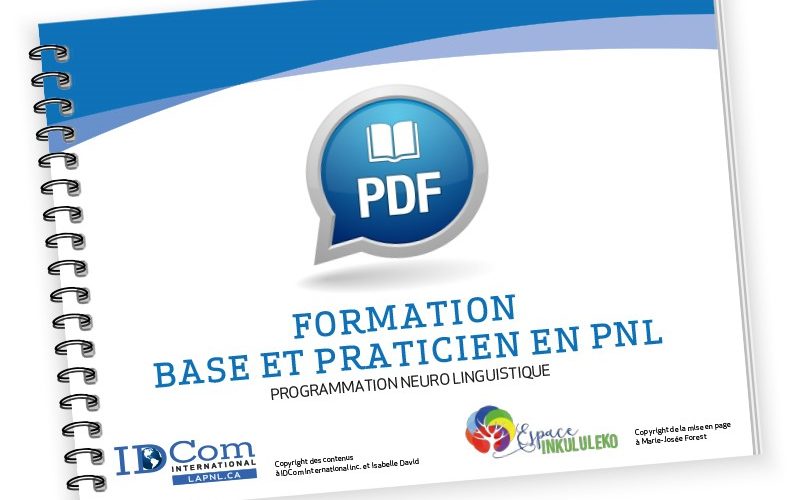 PDF
FORMATION
BASE ET PRATICIEN EN PNL
PROGRAMMATION NEURO LINGUISTIQUE
IDCom
INTERNATIONAL
LAPNL.CA
Copyright des contenus
à IDCom International inc. et Isabelle David
Espace
INKULULEKO
Copyright de la mise en page
à Marie-Josée Forest